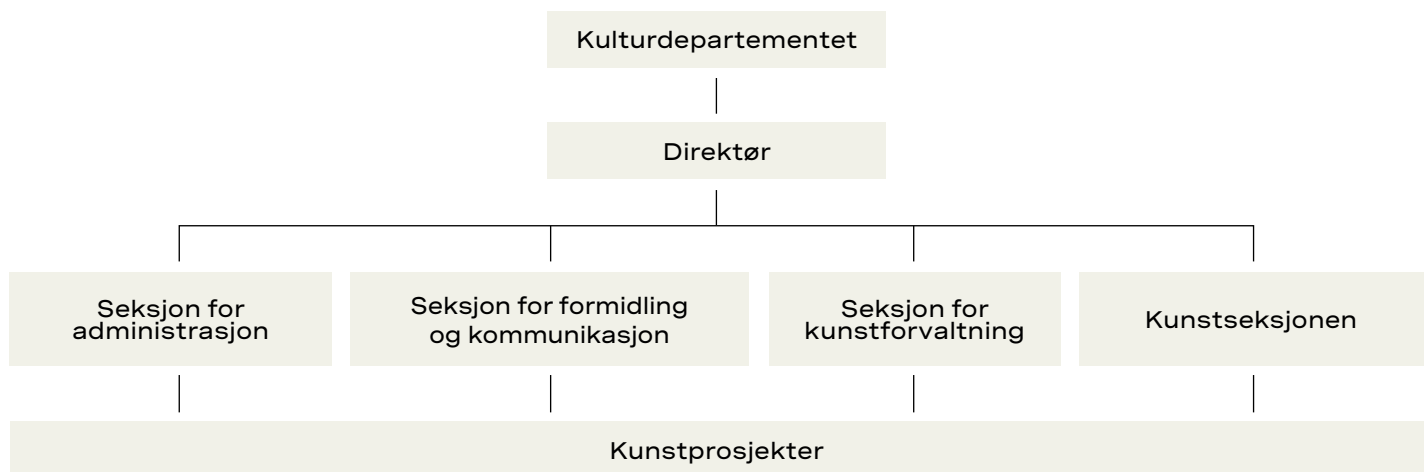 Kulturdepartementet
Direktør
Seksjon for
administrasjon
Seksjon for formidling
og kommunikasjon
Seksjon for
kunstforvaltning
Kunstseksjonen
Kunstprosjekter